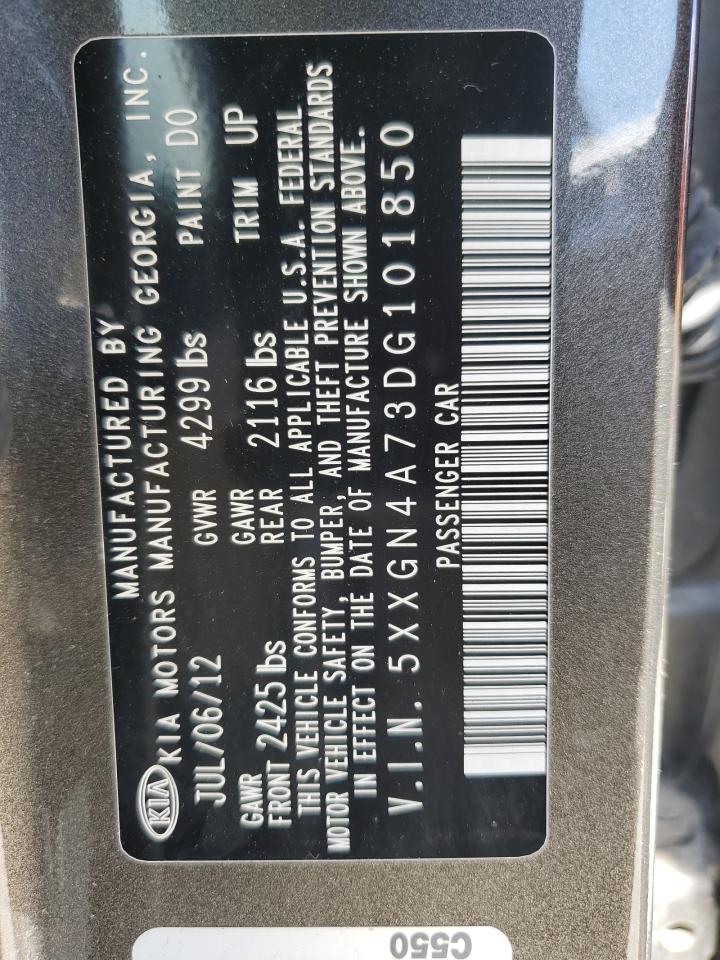 MANUFACTURED BY
KIA KIA MOTORS MANUFACTURING GEORGIA, INC.
JUL/06/12 GVWR 4299 lbs PAINT D0
GAWR FRONT 2425 lbs GAWR REAR 2116 lbs TRIM UP
THIS VEHICLE CONFORMS TO ALL APPLICABLE U.S.A. FEDERAL
MOTOR VEHICLE SAFETY, BUMPER, AND THEFT PREVENTION STANDARDS
IN EFFECT ON THE DATE OF MANUFACTURE SHOWN ABOVE.
V.I.N. 5XXGN4A73DG101850
PASSENGER CAR
C550